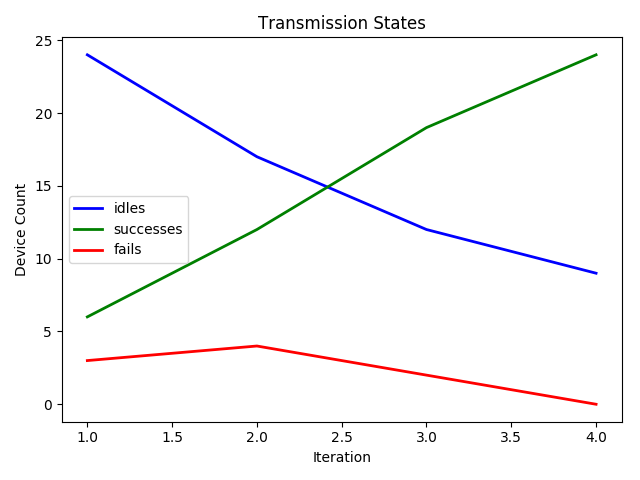 Transmission States
Device Count
25
20
15
10
5
0
idles
successes
fails
1.0 1.5 2.0 2.5 3.0 3.5 4.0
Iteration